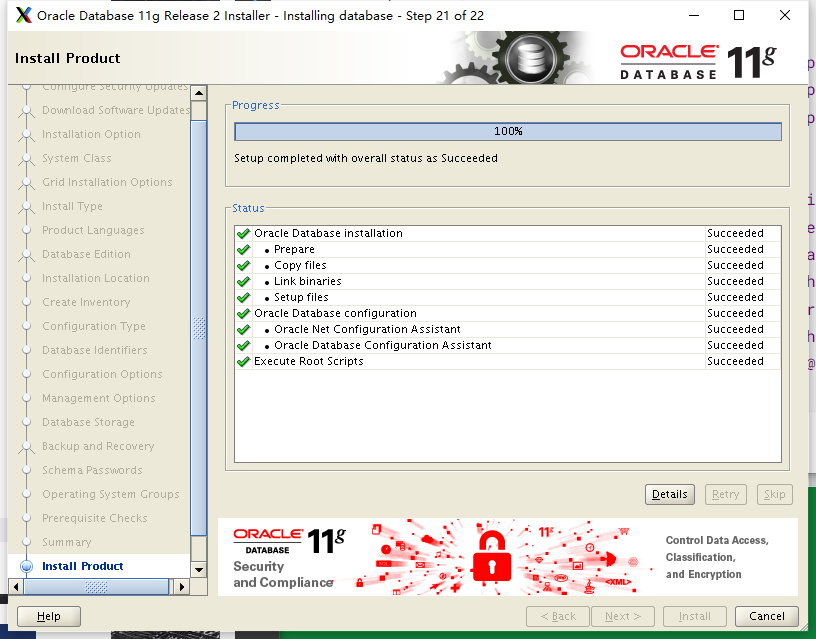 Oracle Database 11g Release 2 Installer - Installing database - Step 21 of 22
Install Product
ORACLE
DATABASE
11g
Configure Security Updates
Download Software Updates
Installation Option
System Class
Grid Installation Options
Install Type
Product Languages
Database Edition
Installation Location
Create Inventory
Configuration Type
Database Identifiers
Configuration Options
Management Options
Database Storage
Backup and Recovery
Schema Passwords
Operating System Groups
Prerequisite Checks
Summary
Install Product
Progress
100%
Setup completed with overall status as Succeeded
Status
Oracle Database installation Succeeded
• Prepare Succeeded
• Copy files Succeeded
• Link binaries Succeeded
• Setup files Succeeded
Oracle Database configuration Succeeded
• Oracle Net Configuration Assistant Succeeded
• Oracle Database Configuration Assistant Succeeded
Execute Root Scripts Succeeded
Details Retry Skip
ORACLE
DATABASE
11g
Security
and Compliance
11g
<XML>
Control Data Access,
Classification,
and Encryption
Help < Back Next > Install Cancel